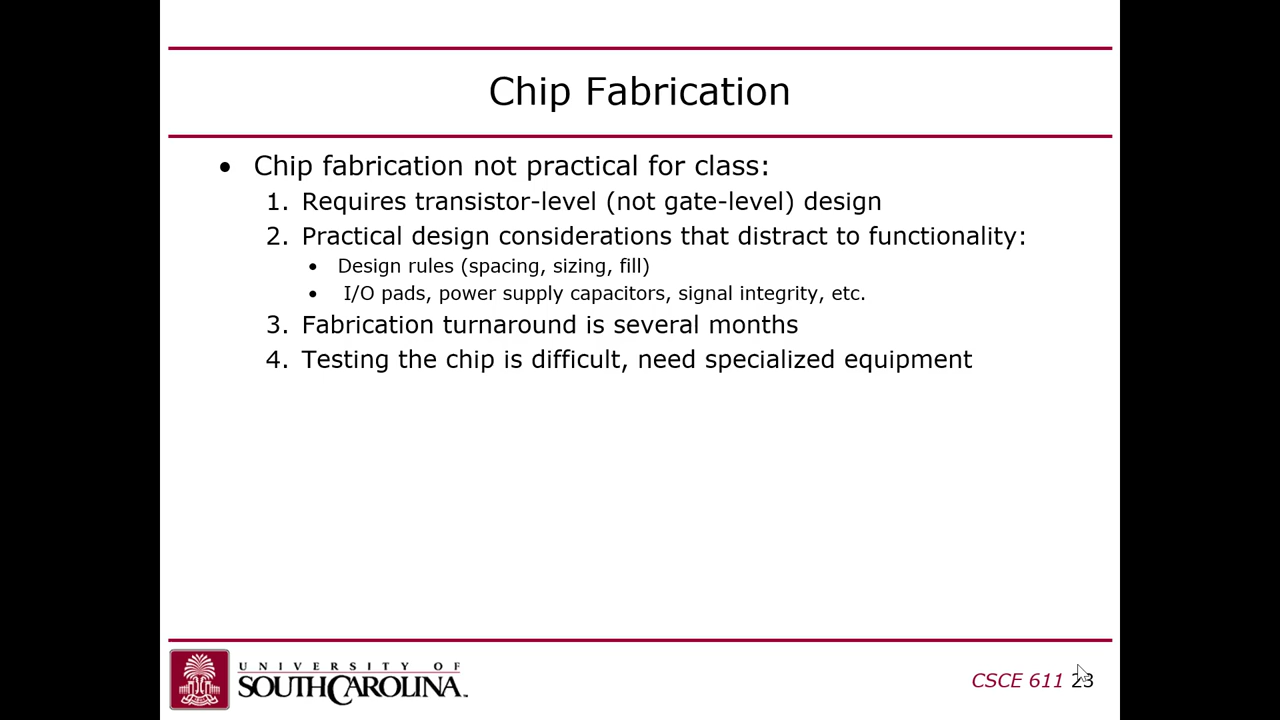 Chip Fabrication
• Chip fabrication not practical for class:
1. Requires transistor-level (not gate-level) design
2. Practical design considerations that distract to functionality:
• Design rules (spacing, sizing, fill)
• I/O pads, power supply capacitors, signal integrity, etc.
3. Fabrication turnaround is several months
4. Testing the chip is difficult, need specialized equipment
UNIVERSITY OF
SOUTH CAROLINA™
CSCE 611 23